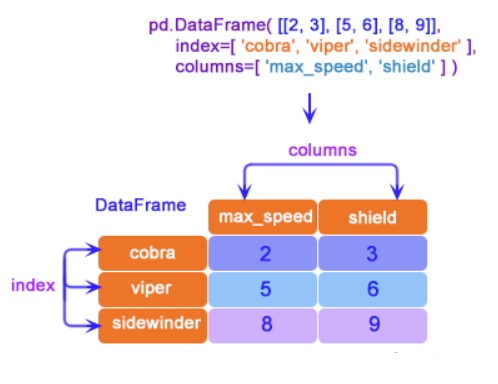 pd.DataFrame( [[2, 3], [5, 6], [8, 9]],
index=[ 'cobra', 'viper', 'sidewinder' ],
columns=[ 'max_speed', 'shield' ] )
columns
DataFrame
max_speed shield
cobra 2 3
index
viper 5 6
sidewinder 8 9